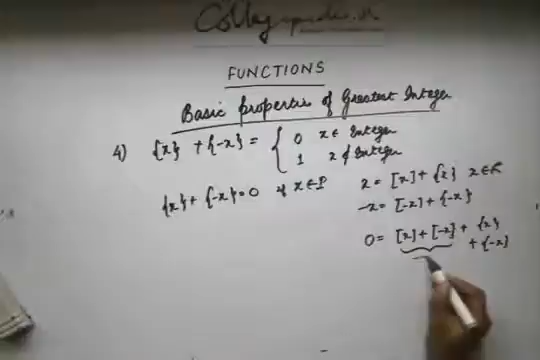 FUNCTIONS
Basic properties of Greatest Integer
4) {x} + {-x} = { 0 x ∈ Integer
1 x ∉ Integer
{x} + {-x} = 0 if x ∈ I
x = [x] + {x} x ∈ R
-x = [-x] + {-x}
0 = [x] + [-x] + {x}
+ {-x}